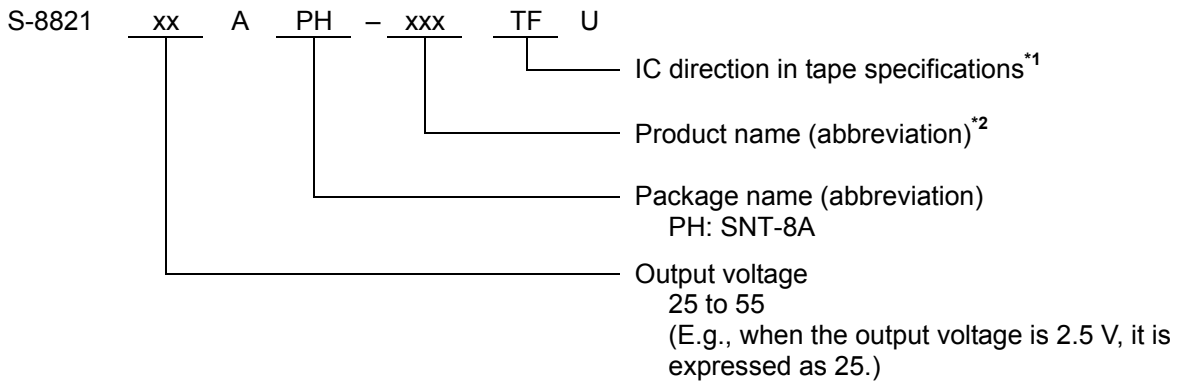 S-8821 xx A PH – xxx TF U
IC direction in tape specifications*1
Product name (abbreviation)*2
Package name (abbreviation)
PH: SNT-8A
Output voltage
25 to 55
(E.g., when the output voltage is 2.5 V, it is
expressed as 25.)